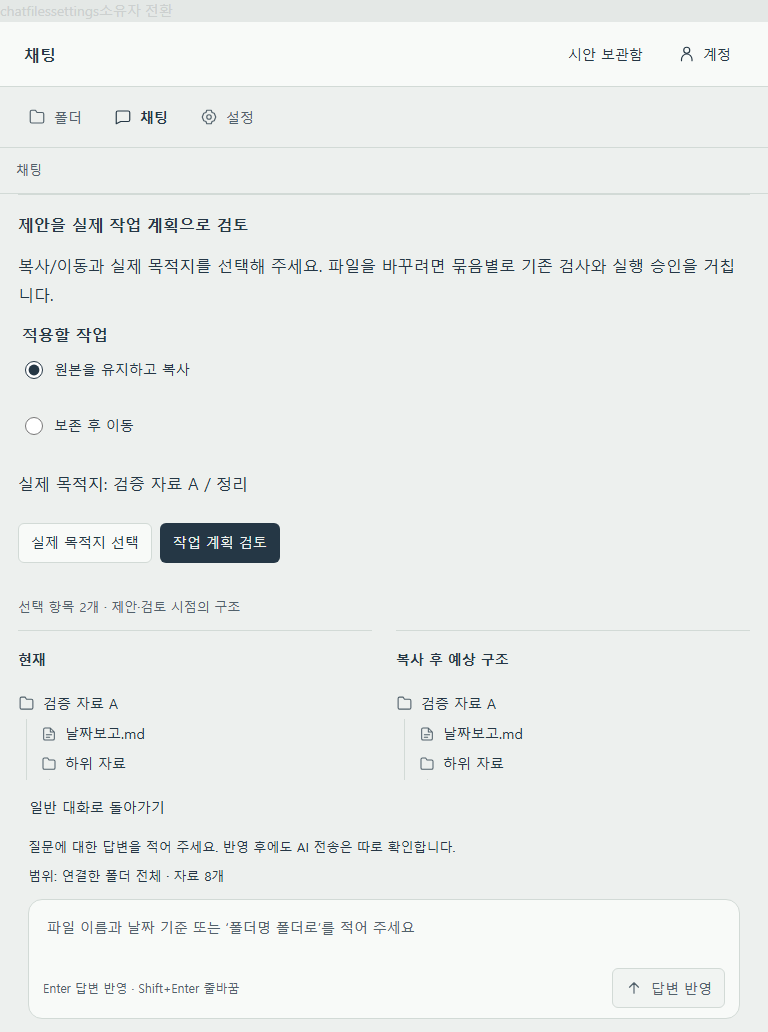 chatfilessettings소유자 전환
채팅
시안 보관함
계정
폴더
채팅
설정
채팅
제안을 실제 작업 계획으로 검토
복사/이동과 실제 목적지를 선택해 주세요. 파일을 바꾸려면 묶음별로 기존 검사와 실행 승인을 거칩
니다.
적용할 작업
원본을 유지하고 복사
보존 후 이동
실제 목적지: 검증 자료 A / 정리
실제 목적지 선택
작업 계획 검토
선택 항목 2개 · 제안·검토 시점의 구조
현재
검증 자료 A
날짜보고.md
하위 자료
복사 후 예상 구조
검증 자료 A
날짜보고.md
하위 자료
일반 대화로 돌아가기
질문에 대한 답변을 적어 주세요. 반영 후에도 AI 전송은 따로 확인합니다.
범위: 연결한 폴더 전체 · 자료 8개
파일 이름과 날짜 기준 또는 ‘폴더명 폴더로’를 적어 주세요
Enter 답변 반영 · Shift+Enter 줄바꿈
답변 반영